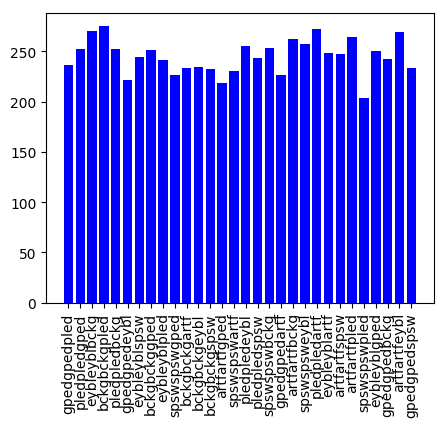 250
200
150
100
50
0
gpedgpedpled
pledpledgped
eybleyblbckg
bckgbckgpled
pledpledbckg
gpedgpedeybl
eybleyblspsw
bckgbckggped
eybleyblpled
spswspswgped
bckgbckgartf
bckgbckgeybl
bckgbckgspsw
artfartfgped
spswspswartf
pledpledeybl
pledpledspsw
spswspswbckg
gpedgpedartf
artfartfbckg
spswspsweybl
pledpledartf
eybleyblartf
artfartfspsw
artfartfpled
spswspswpled
eybleyblgped
gpedgpedbckg
artfartfeybl
gpedgpedspsw